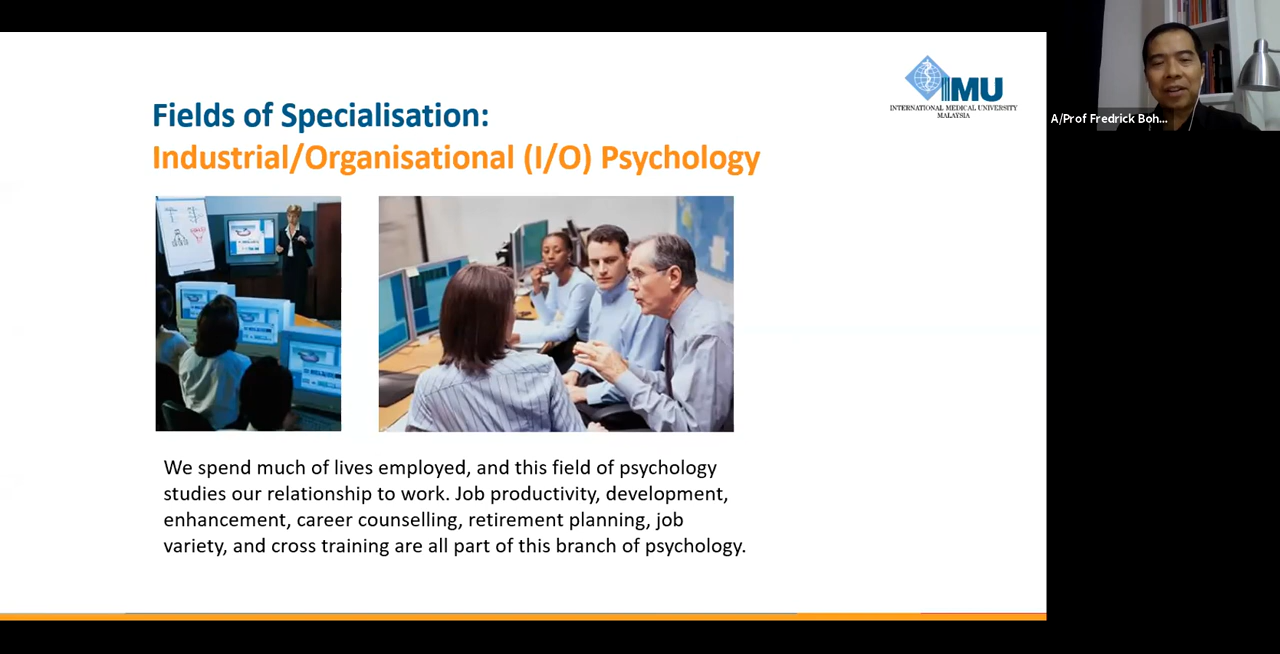 Fields of Specialisation:
Industrial/Organisational (I/O) Psychology
IMU
INTERNATIONAL MEDICAL UNIVERSITY
MALAYSIA
A/Prof Fredrick Boh...
We spend much of lives employed, and this field of psychology
studies our relationship to work. Job productivity, development,
enhancement, career counselling, retirement planning, job
variety, and cross training are all part of this branch of psychology.